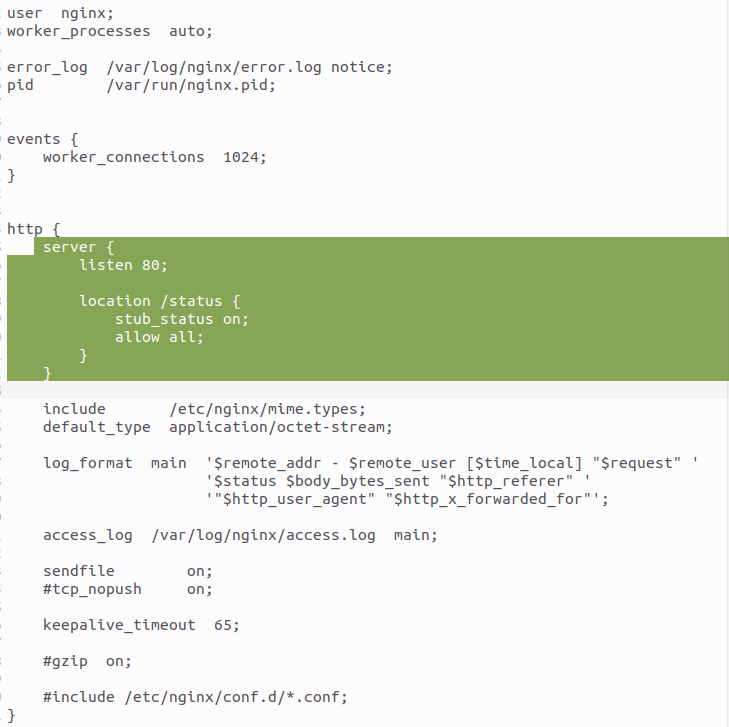 user  nginx;
worker_processes  auto;
error_log  /var/log/nginx/error.log notice;
pid        /var/run/nginx.pid;
events {
    worker_connections  1024;
}
http {
    server {
        listen 80;
        location /status {
            stub_status on;
            allow all;
        }
    }
    include       /etc/nginx/mime.types;
    default_type  application/octet-stream;
    log_format  main  '$remote_addr - $remote_user [$time_local] "$request" '
                      '$status $body_bytes_sent "$http_referer" '
                      '"$http_user_agent" "$http_x_forwarded_for"';
    access_log  /var/log/nginx/access.log  main;
    sendfile        on;
    #tcp_nopush     on;
    keepalive_timeout  65;
    #gzip  on;
    #include /etc/nginx/conf.d/*.conf;
}